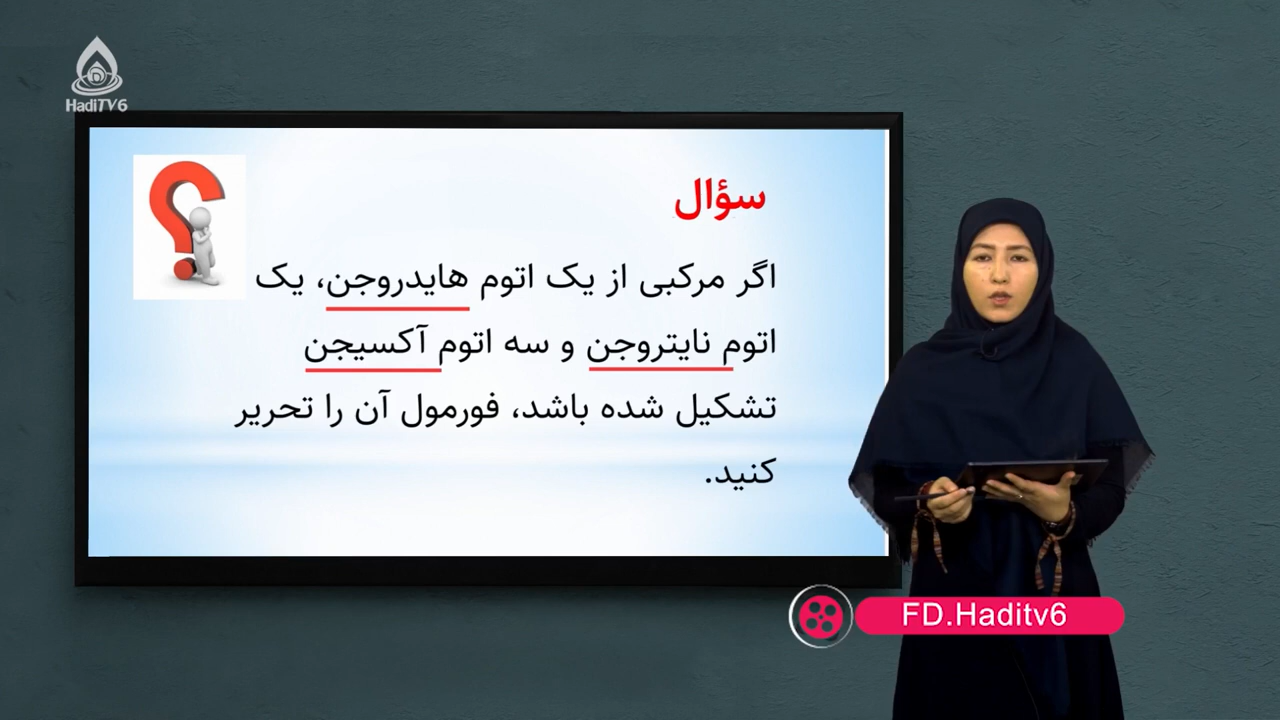 HadiTV6
سؤال
اگر مرکبی از یک اتوم هایدروجن، یک
اتوم نایتروجن و سه اتوم آکسیجن
تشکیل شده باشد، فورمول آن را تحریر
کنید.
FD.Haditv6